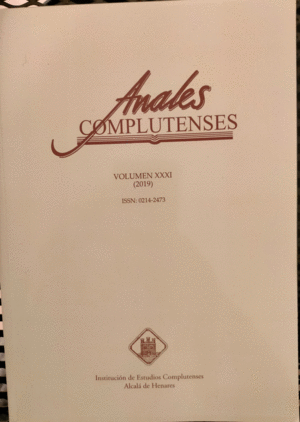 Anales
COMPLUTENSES
VOLUMEN XXXI
(2019)
ISSN: 0214-2473
Institución de Estudios Complutenses
Alcalá de Henares